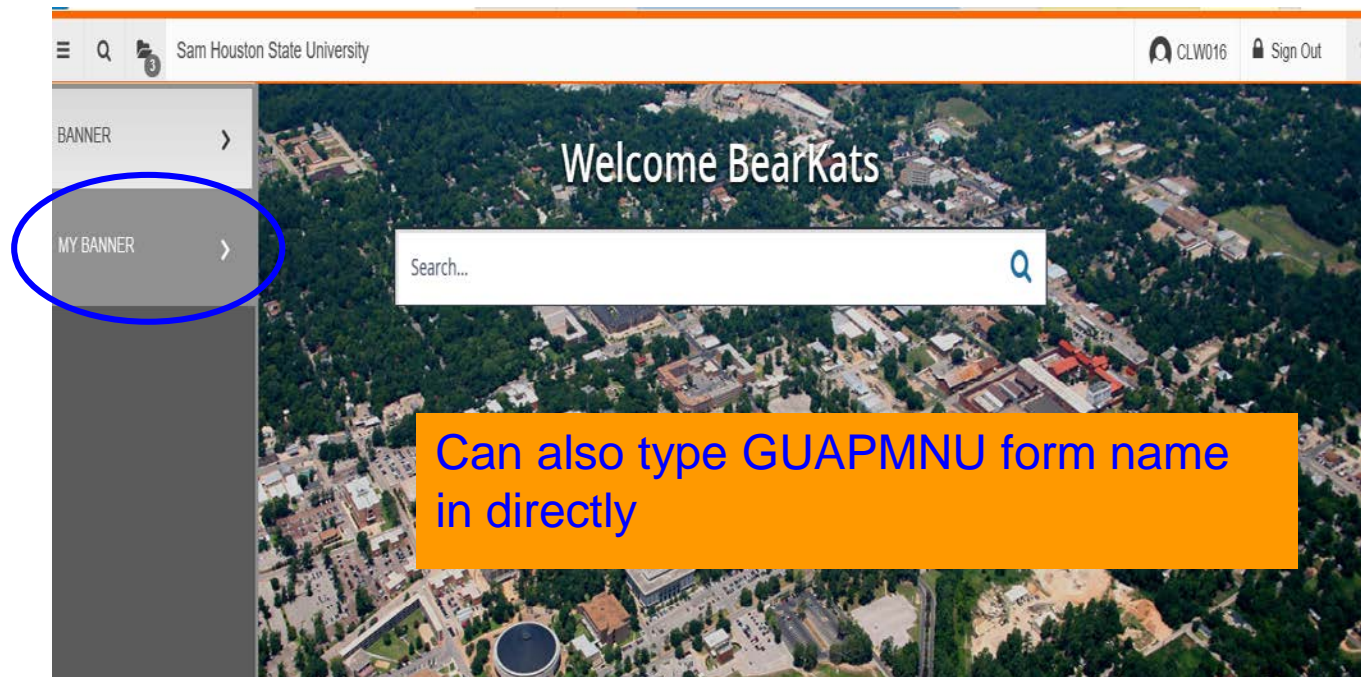 3
Sam Houston State University
CLW016
Sign Out
BANNER
Welcome BearKats
MY BANNER
Search...
Can also type GUAPMNU form name
in directly